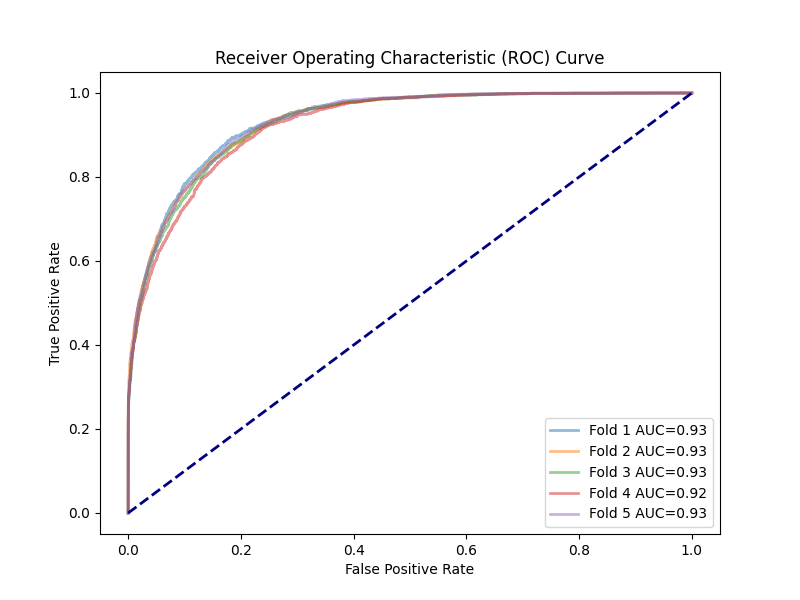 Receiver Operating Characteristic (ROC) Curve
True Positive Rate
1.0
0.8
0.6
0.4
0.2
0.0
Fold 1 AUC=0.93
Fold 2 AUC=0.93
Fold 3 AUC=0.93
Fold 4 AUC=0.92
Fold 5 AUC=0.93
0.0 0.2 0.4 0.6 0.8 1.0
False Positive Rate